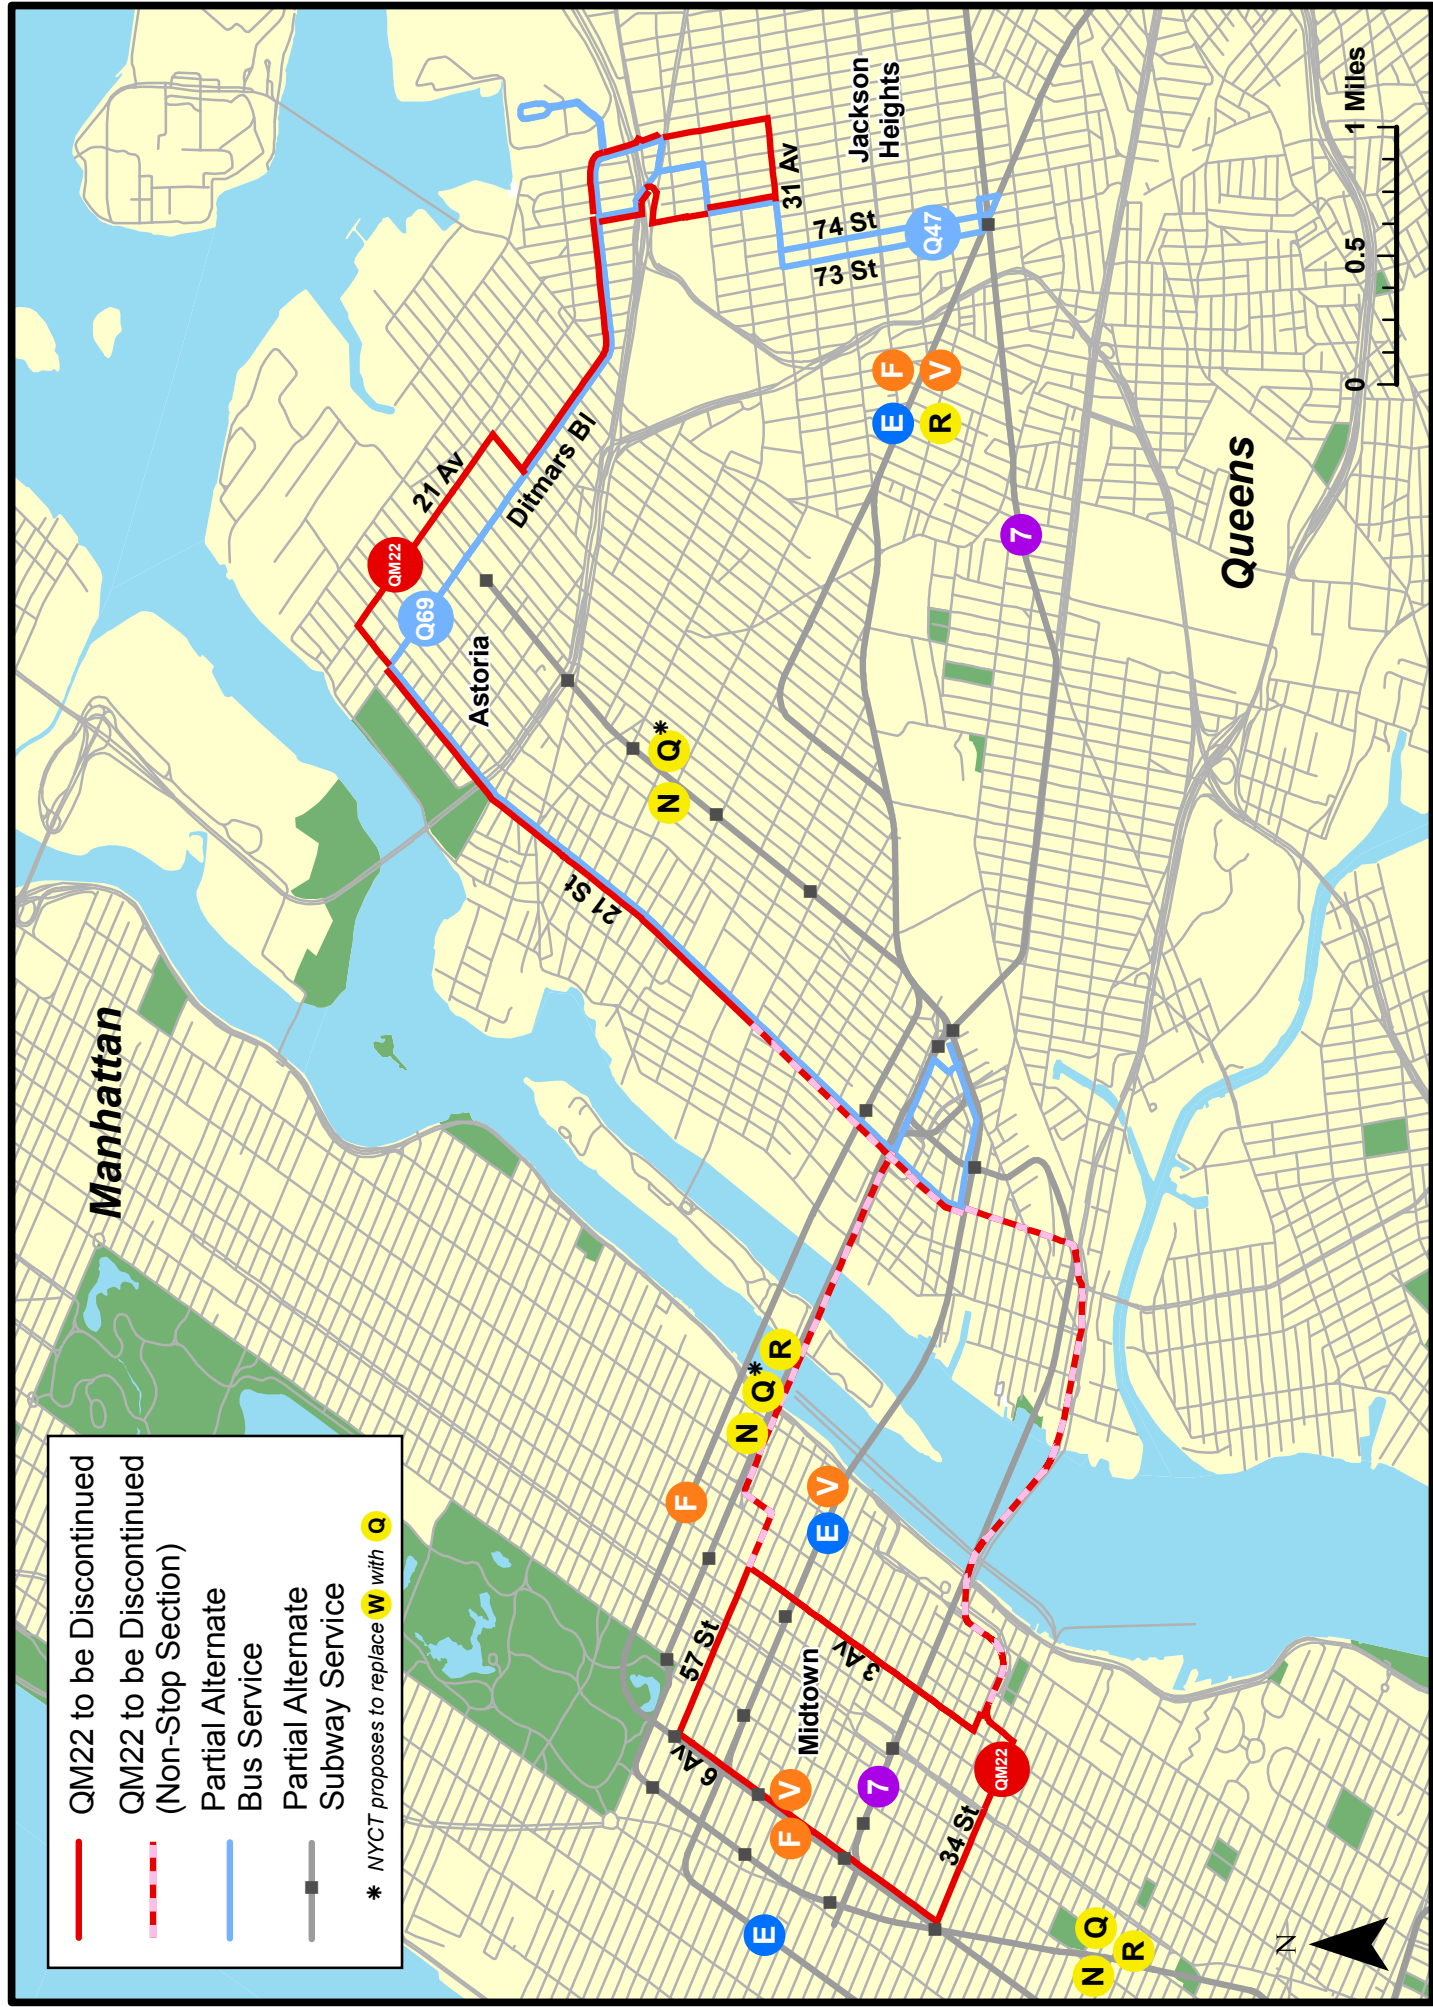 QM22 to be Discontinued
QM22 to be Discontinued
(Non-Stop Section)
Partial Alternate
Bus Service
Partial Alternate
Subway Service
* NYCT proposes to replace W with Q
Manhattan
Queens
Astoria
Midtown
Jackson
Heights
QM22
21 Av
Q69
Ditmars Bl
21 St
N Q*
31 Av
74 St
73 St
Q47
E F
R V
7
F
N Q* R
E V
57 St
3 Av
6 Av
F V
7
E
34 St
QM22
N Q
R
N
0 0.5 1 Miles